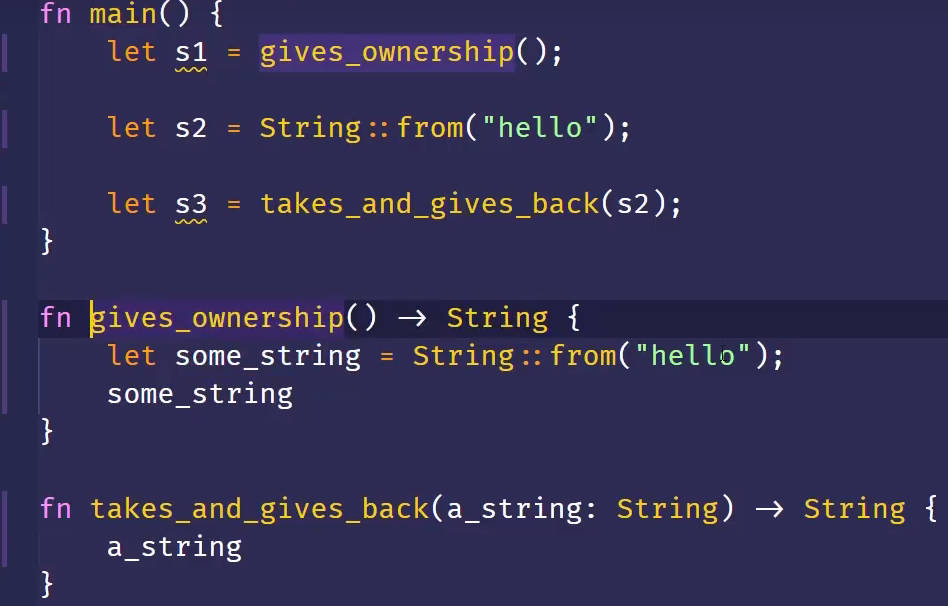 fn main() {
    let s1 = gives_ownership();
    let s2 = String::from("hello");
    let s3 = takes_and_gives_back(s2);
}
fn gives_ownership() -> String {
    let some_string = String::from("hello");
    some_string
}
fn takes_and_gives_back(a_string: String) -> String {
    a_string
}